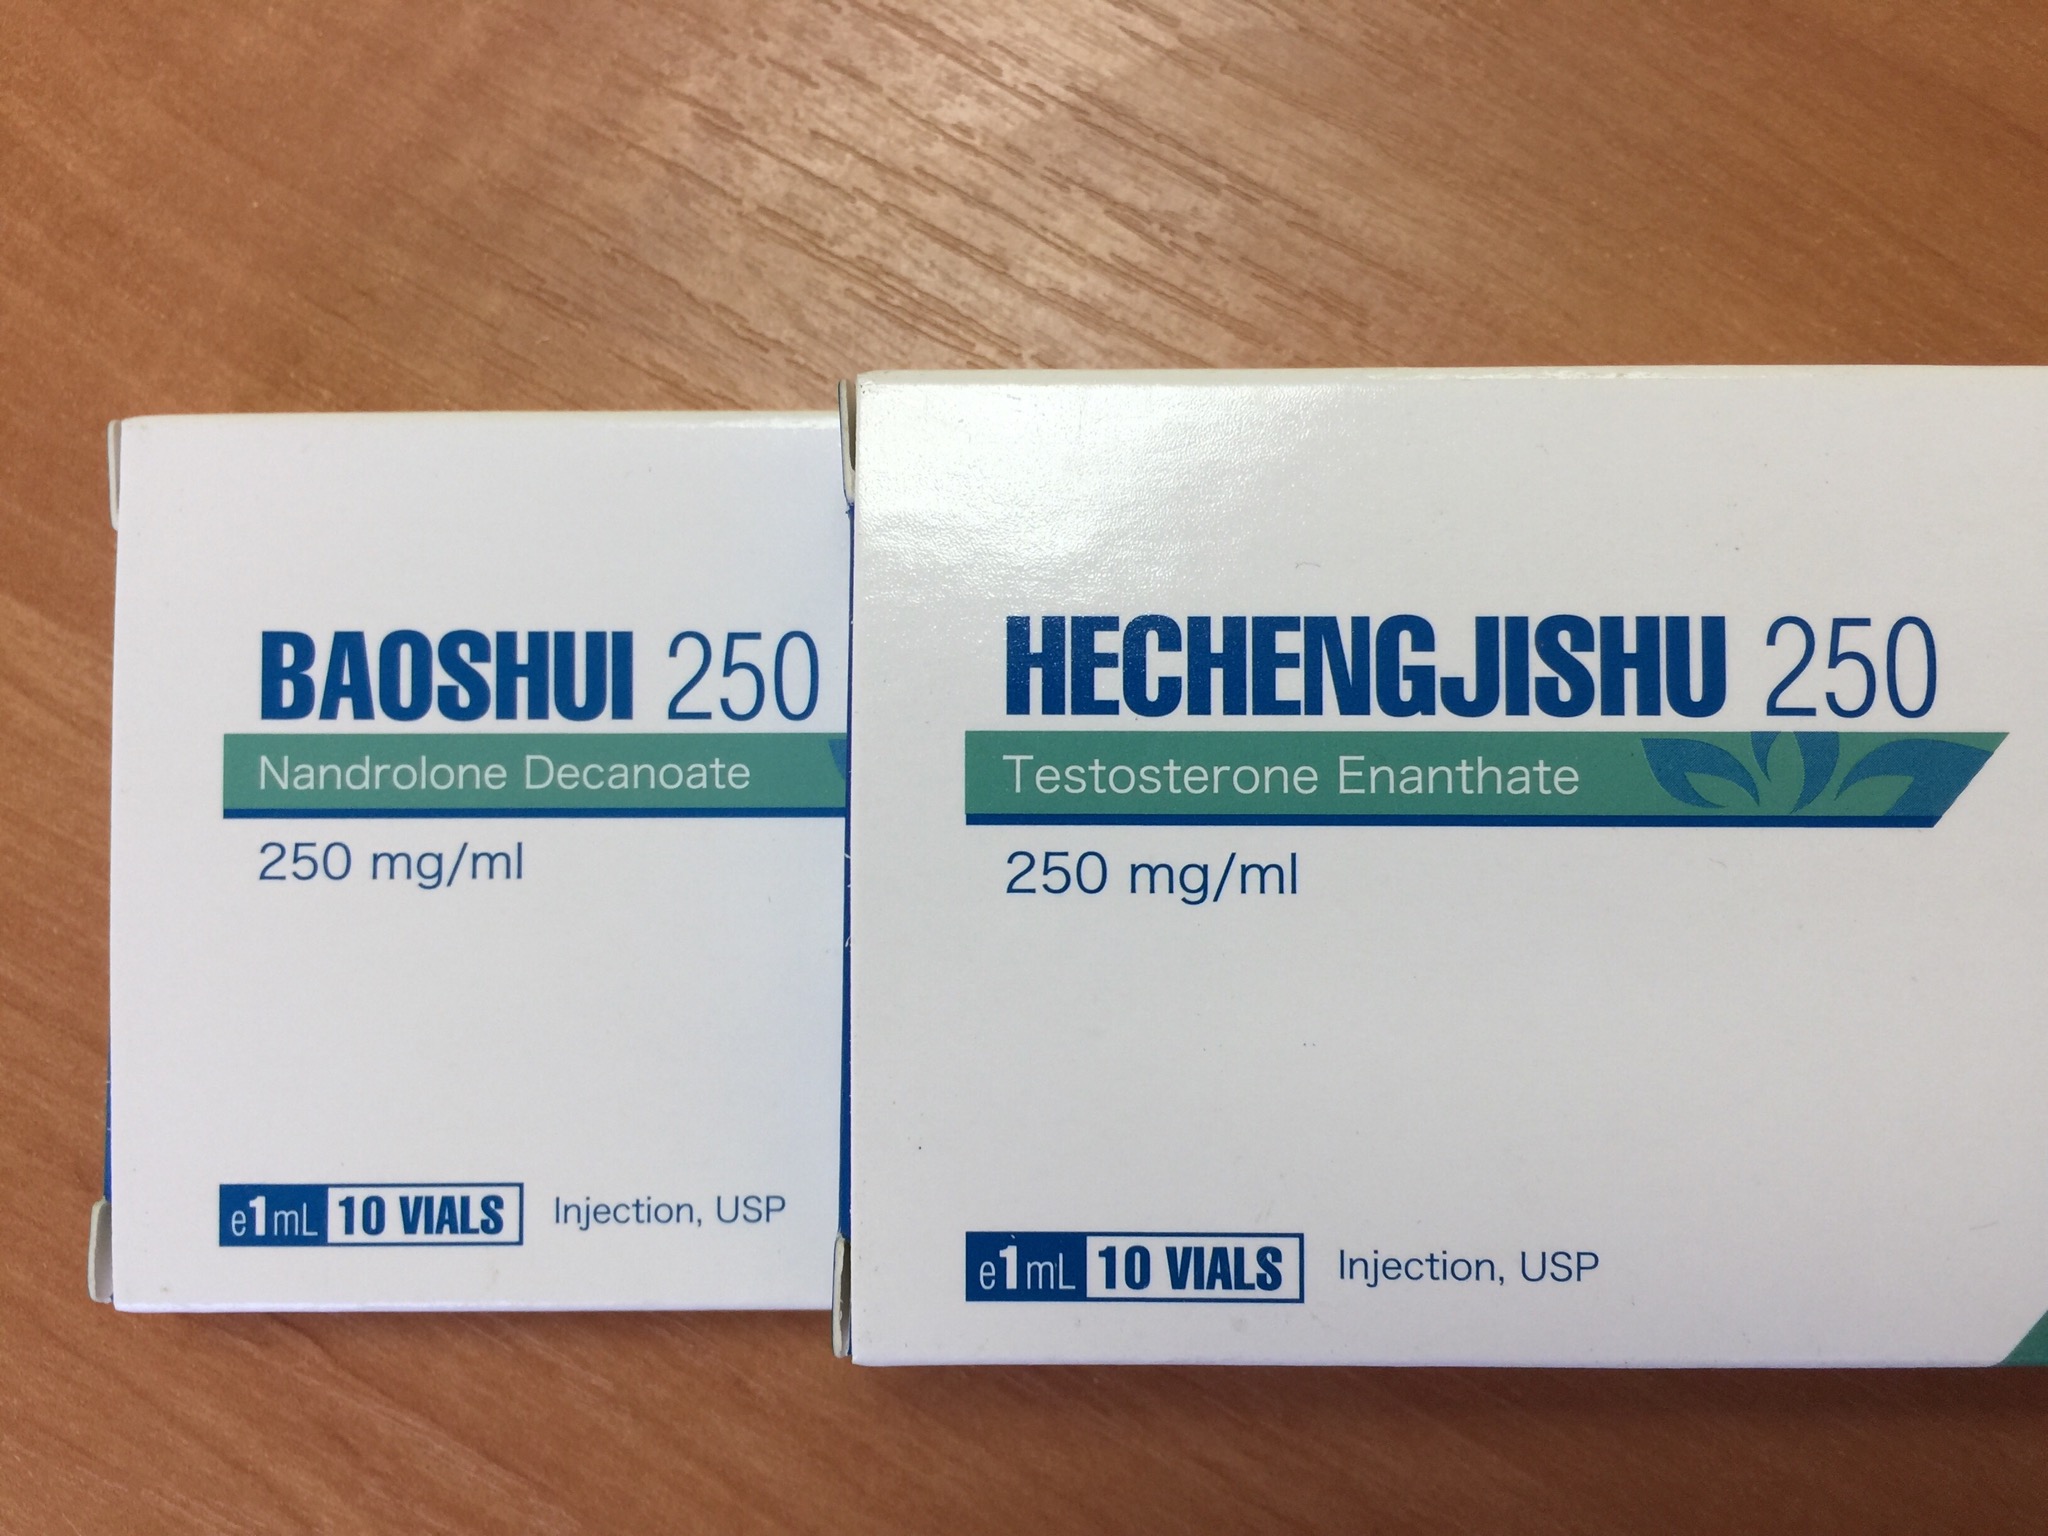 BAOSHUI 250
Nandrolone Decanoate
250 mg/ml
e1mL 10 VIALS Injection, USP
HECHENGJISHU 250
Testosterone Enanthate
250 mg/ml
e1mL 10 VIALS Injection, USP